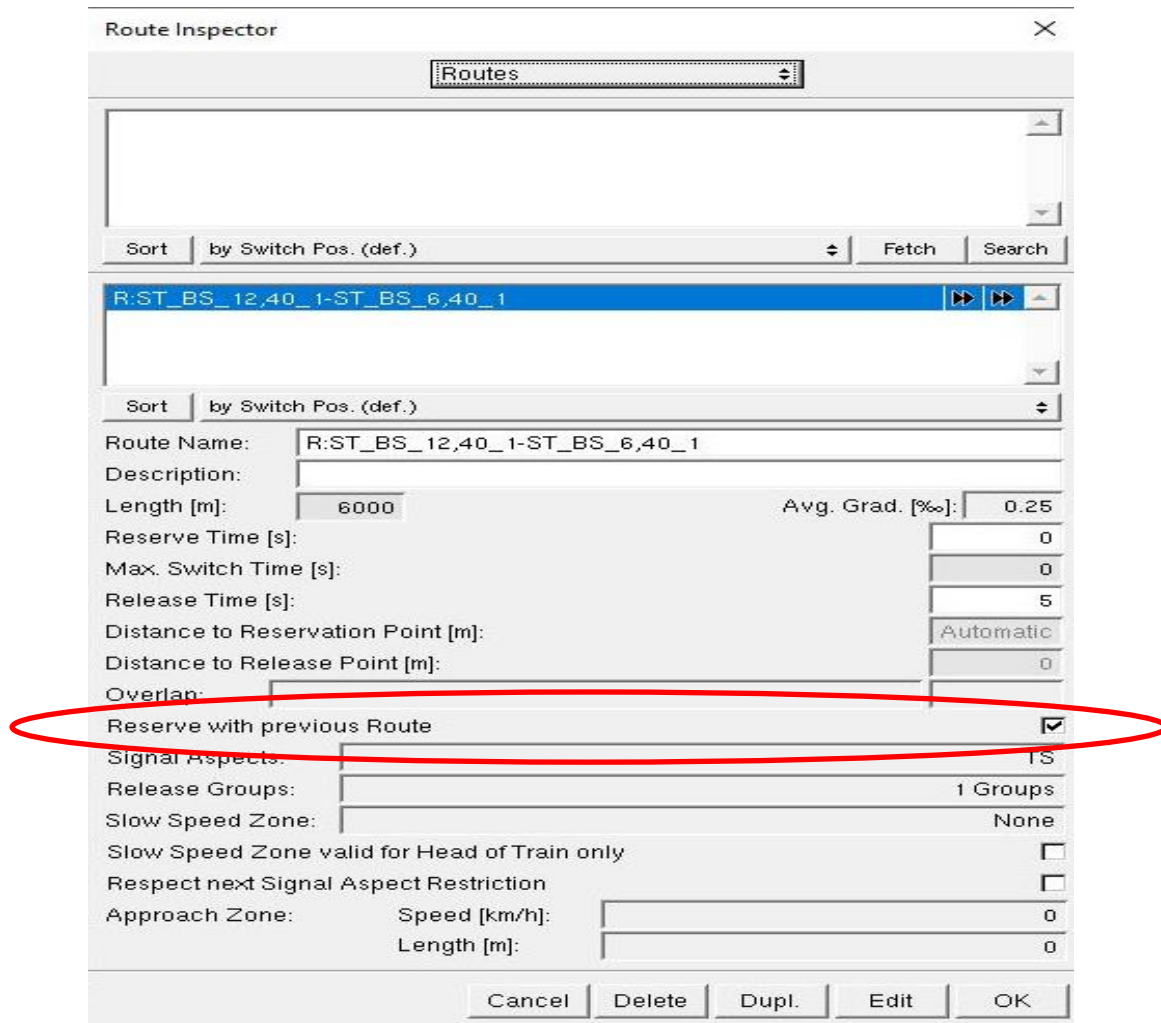 Route Inspector
Routes
Sort by Switch Pos. (def.) Fetch Search
R:ST_BS_12,40_1-ST_BS_6,40_1
Sort by Switch Pos. (def.)
Route Name: R:ST_BS_12,40_1-ST_BS_6,40_1
Description:
Length [m]: 6000 Avg. Grad. [‰]: 0.25
Reserve Time [s]: 0
Max. Switch Time [s]: 0
Release Time [s]: 5
Distance to Reservation Point [m]: Automatic
Distance to Release Point [m]: 0
Overlap:
Reserve with previous Route
Signal Aspects: TS
Release Groups: 1 Groups
Slow Speed Zone: None
Slow Speed Zone valid for Head of Train only
Respect next Signal Aspect Restriction
Approach Zone: Speed [km/h]: 0
Length [m]: 0
Cancel Delete Dupl. Edit OK